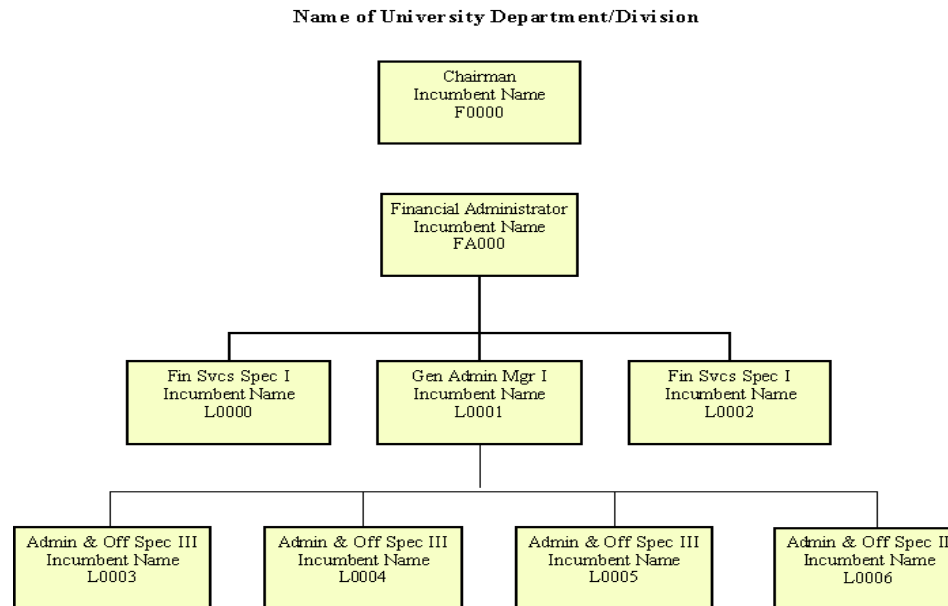 Name of University Department/Division
Chairman
Incumbent Name
F0000
Financial Administrator
Incumbent Name
FA000
Fin Svcs Spec I
Incumbent Name
L0000
Gen Admin Mgr I
Incumbent Name
L0001
Fin Svcs Spec I
Incumbent Name
L0002
Admin & Off Spec III
Incumbent Name
L0003
Admin & Off Spec III
Incumbent Name
L0004
Admin & Off Spec III
Incumbent Name
L0005
Admin & Off Spec
Incumbent Name
L0006